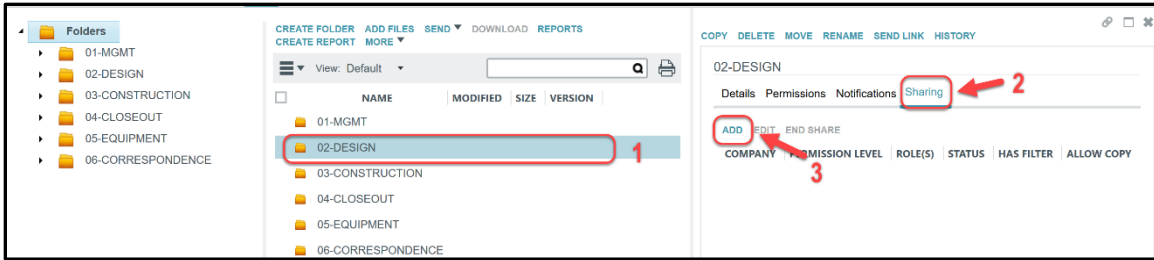 Folders
01-MGMT
02-DESIGN
03-CONSTRUCTION
04-CLOSEOUT
05-EQUIPMENT
06-CORRESPONDENCE
CREATE FOLDER ADD FILES SEND DOWNLOAD REPORTS
CREATE REPORT MORE
View: Default
NAME MODIFIED SIZE VERSION
01-MGMT
02-DESIGN 1
03-CONSTRUCTION
04-CLOSEOUT
05-EQUIPMENT
06-CORRESPONDENCE
COPY DELETE MOVE RENAME SEND LINK HISTORY
02-DESIGN
Details Permissions Notifications Sharing 2
ADD EDIT END SHARE
COMPANY PERMISSION LEVEL ROLE(S) STATUS HAS FILTER ALLOW COPY
3